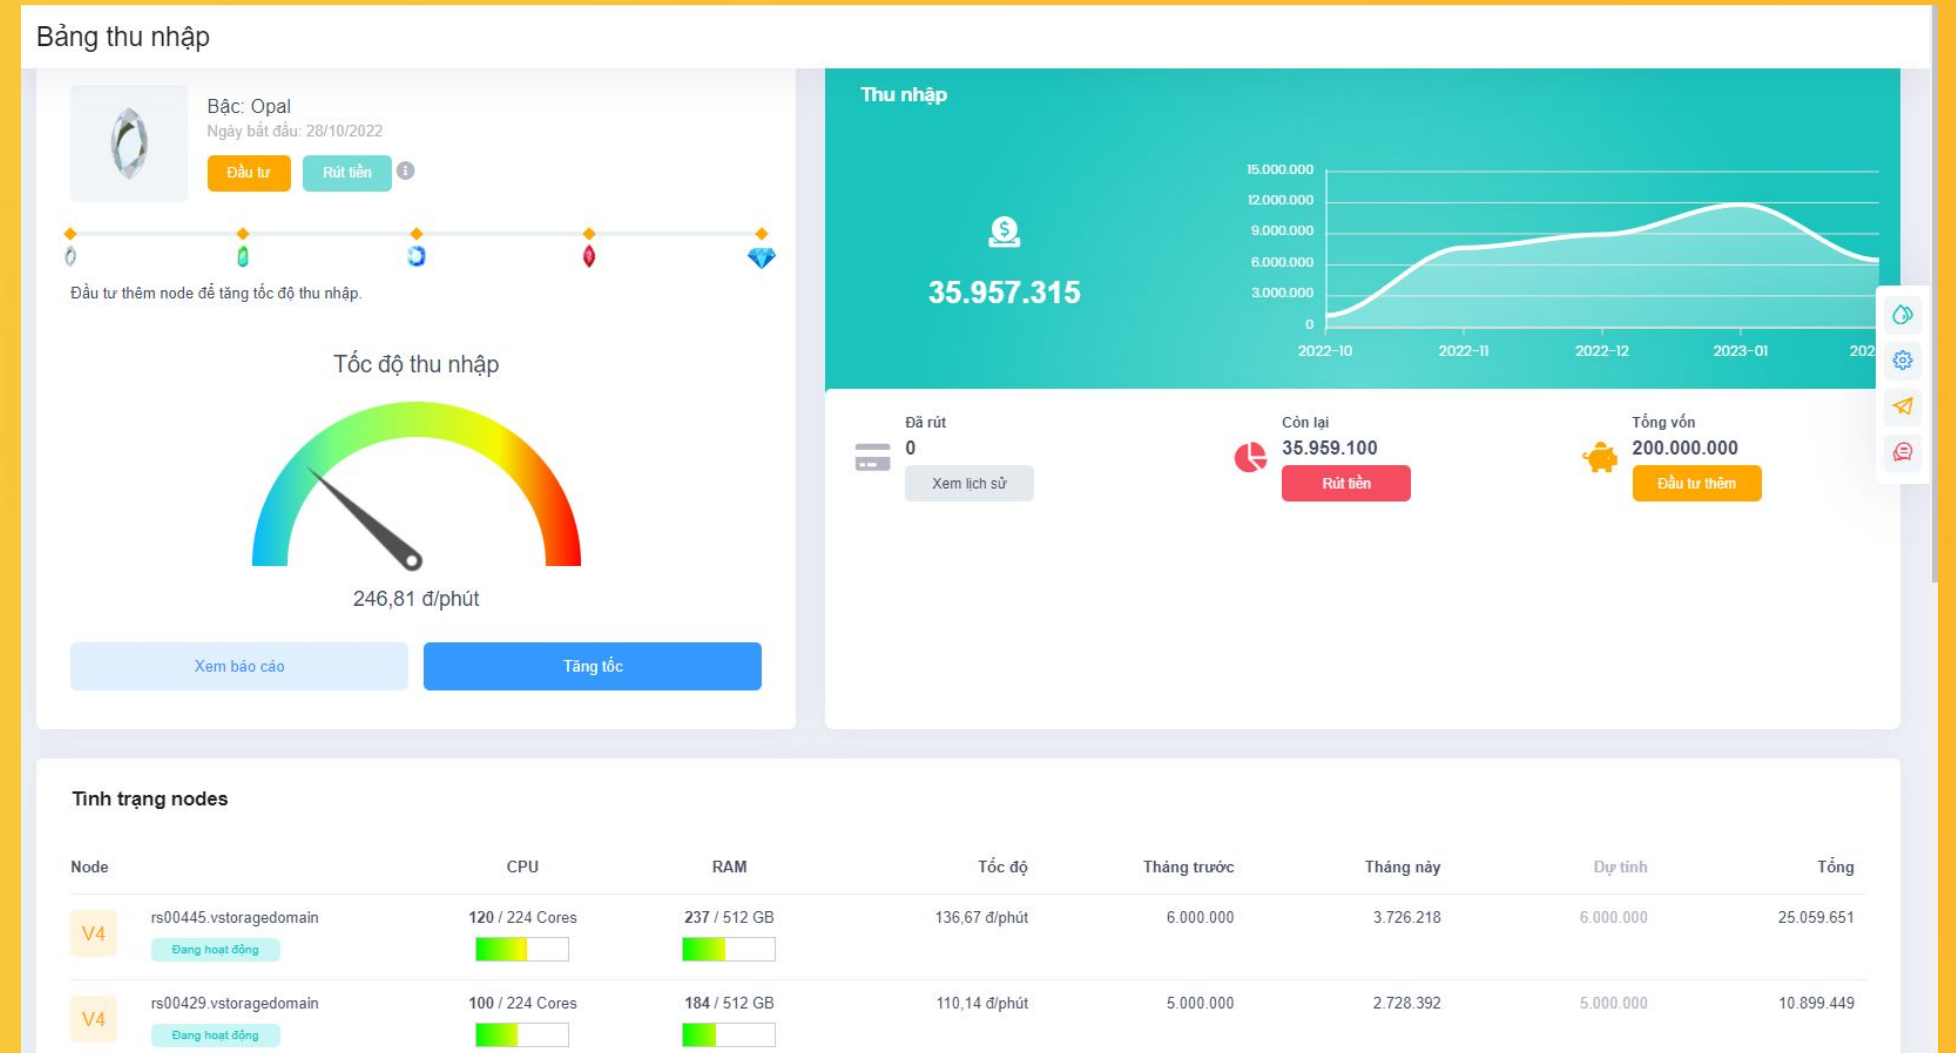 Bảng thu nhập
Bậc: Opal
Ngày bắt đầu: 28/10/2022
Đầu tư
Rút tiền
Đầu tư thêm node để tăng tốc độ thu nhập.
Tốc độ thu nhập
246,81 đ/phút
Xem báo cáo
Tăng tốc
Thu nhập
35.957.315
15.000.000
12.000.000
9.000.000
6.000.000
3.000.000
0
2022-10
2022-11
2022-12
2023-01
202
Đã rút
0
Xem lịch sử
Còn lại
35.959.100
Rút tiền
Tổng vốn
200.000.000
Đầu tư thêm
Tình trạng nodes
Node CPU RAM Tốc độ Tháng trước Tháng này Dự tính Tổng
V4 rs00445.vstoragedomain 120 / 224 Cores 237 / 512 GB 136,67 đ/phút 6.000.000 3.726.218 6.000.000 25.059.651
Đang hoạt động
V4 rs00429.vstoragedomain 100 / 224 Cores 184 / 512 GB 110,14 đ/phút 5.000.000 2.728.392 5.000.000 10.899.449
Đang hoạt động